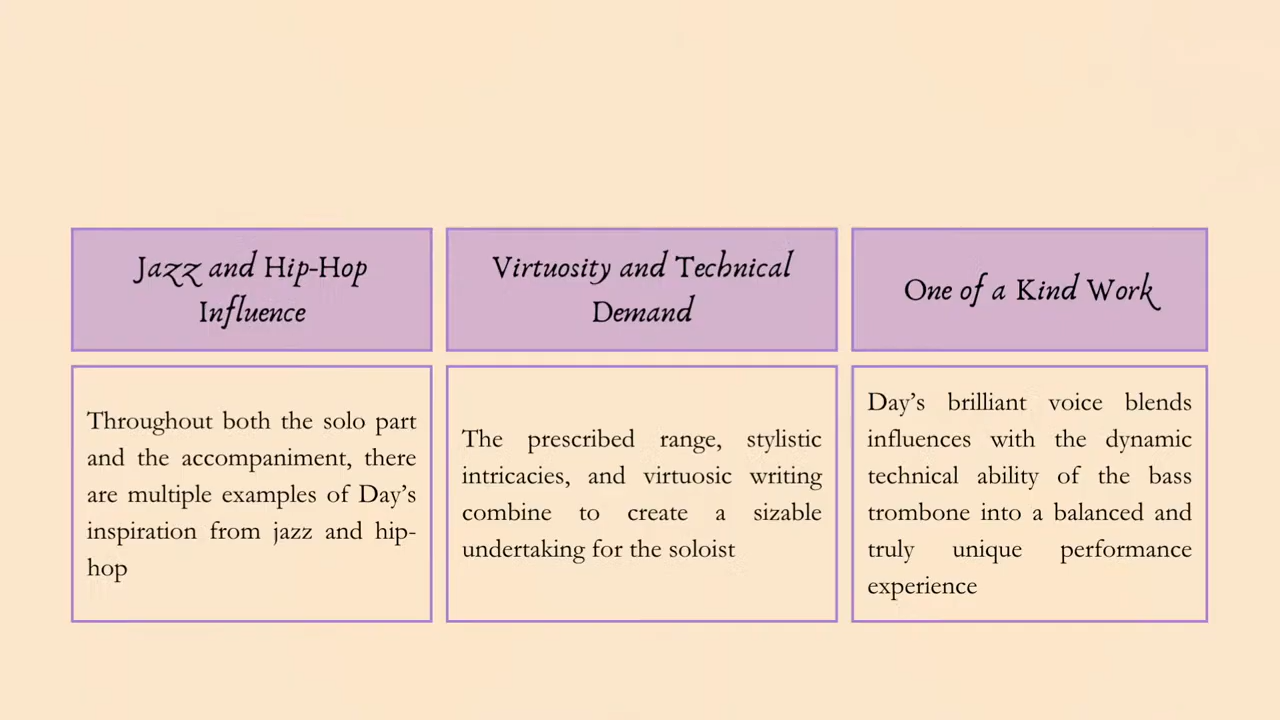 Jazz and Hip-Hop
Influence
Virtuosity and Technical
Demand
One of a Kind Work
Throughout both the solo part
and the accompaniment, there
are multiple examples of Day's
inspiration from jazz and hip-
hop
The prescribed range, stylistic
intricacies, and virtuosic writing
combine to create a sizable
undertaking for the soloist
Day's brilliant voice blends
influences with the dynamic
technical ability of the bass
trombone into a balanced and
truly unique performance
experience